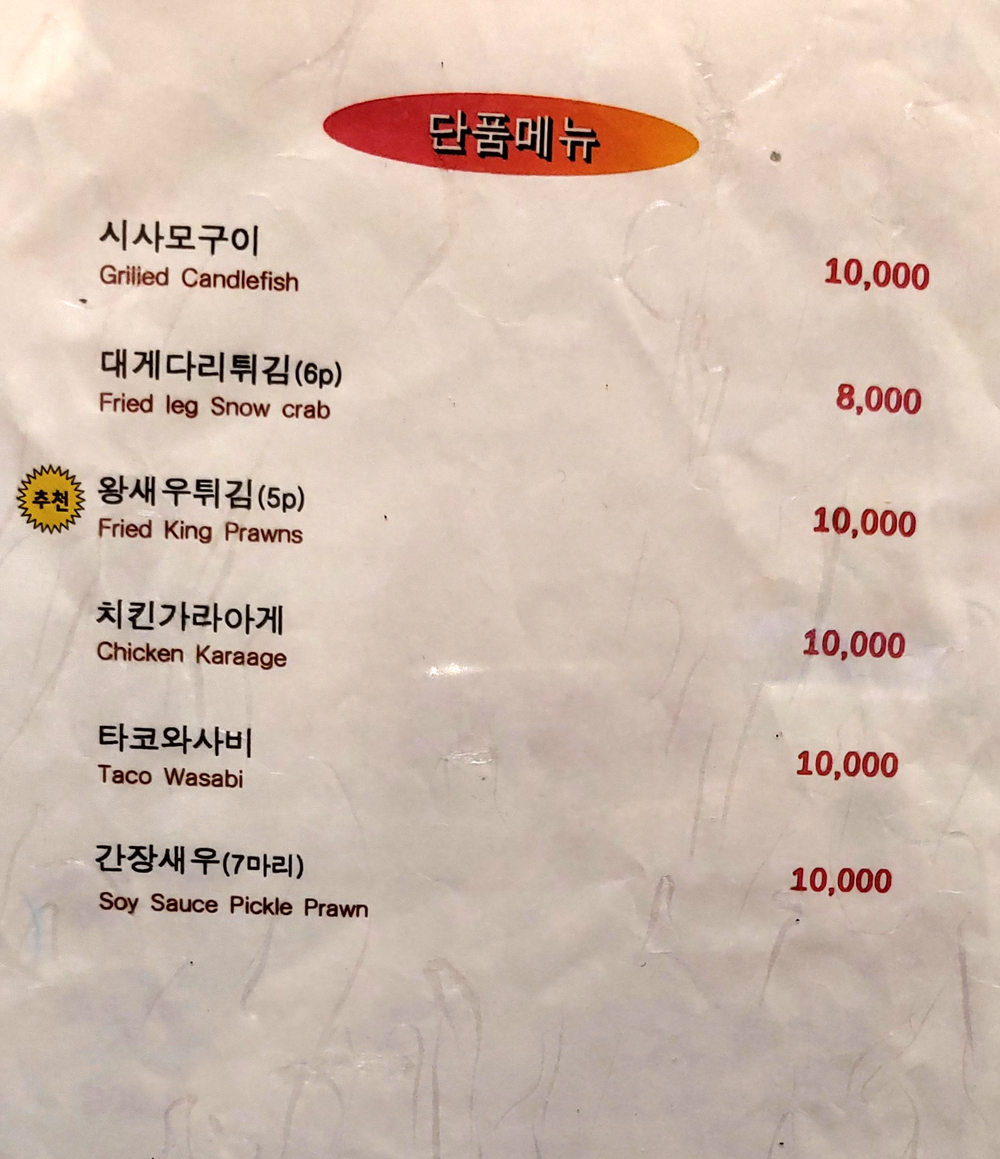 단품메뉴
시사모구이
Grilied Candlefish
10,000
대게다리튀김(6p)
Fried leg Snow crab
8,000
추천
왕새우튀김(5p)
Fried King Prawns
10,000
치킨가라아게
Chicken Karaage
10,000
타코와사비
Taco Wasabi
10,000
간장새우(7마리)
Soy Sauce Pickle Prawn
10,000